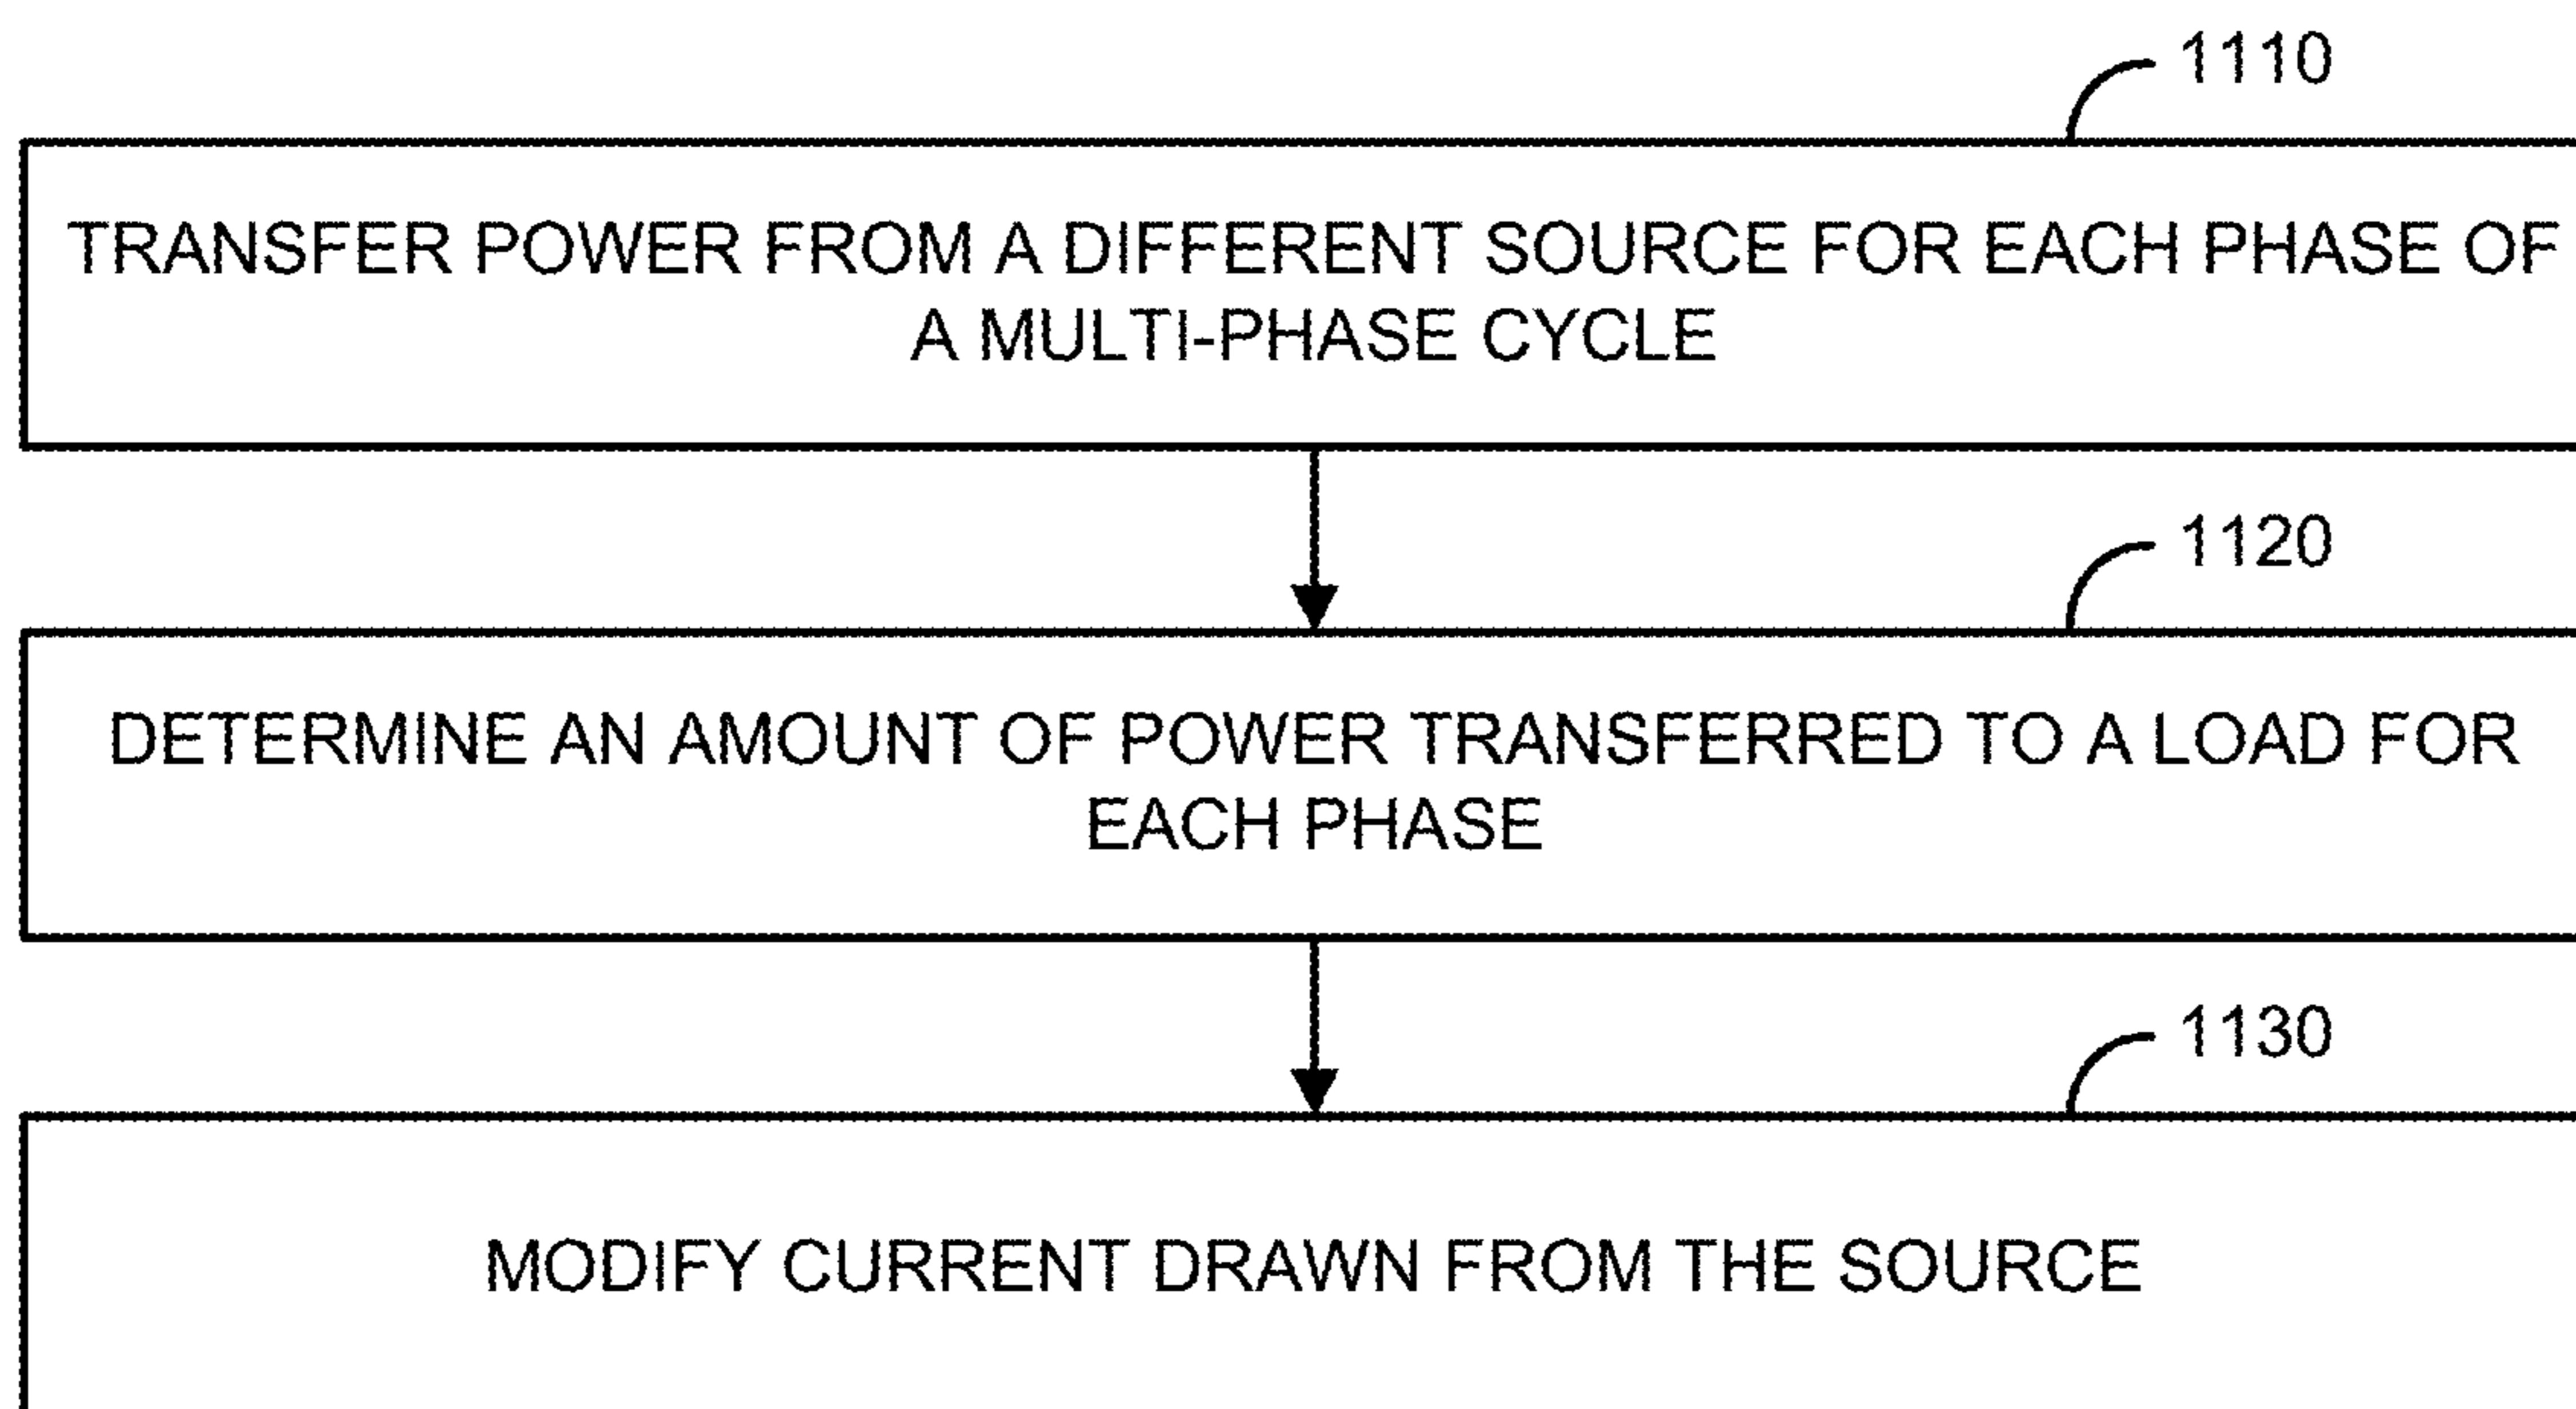 1110
TRANSFER POWER FROM A DIFFERENT SOURCE FOR EACH PHASE OF
A MULTI-PHASE CYCLE
1120
DETERMINE AN AMOUNT OF POWER TRANSFERRED TO A LOAD FOR
EACH PHASE
1130
MODIFY CURRENT DRAWN FROM THE SOURCE